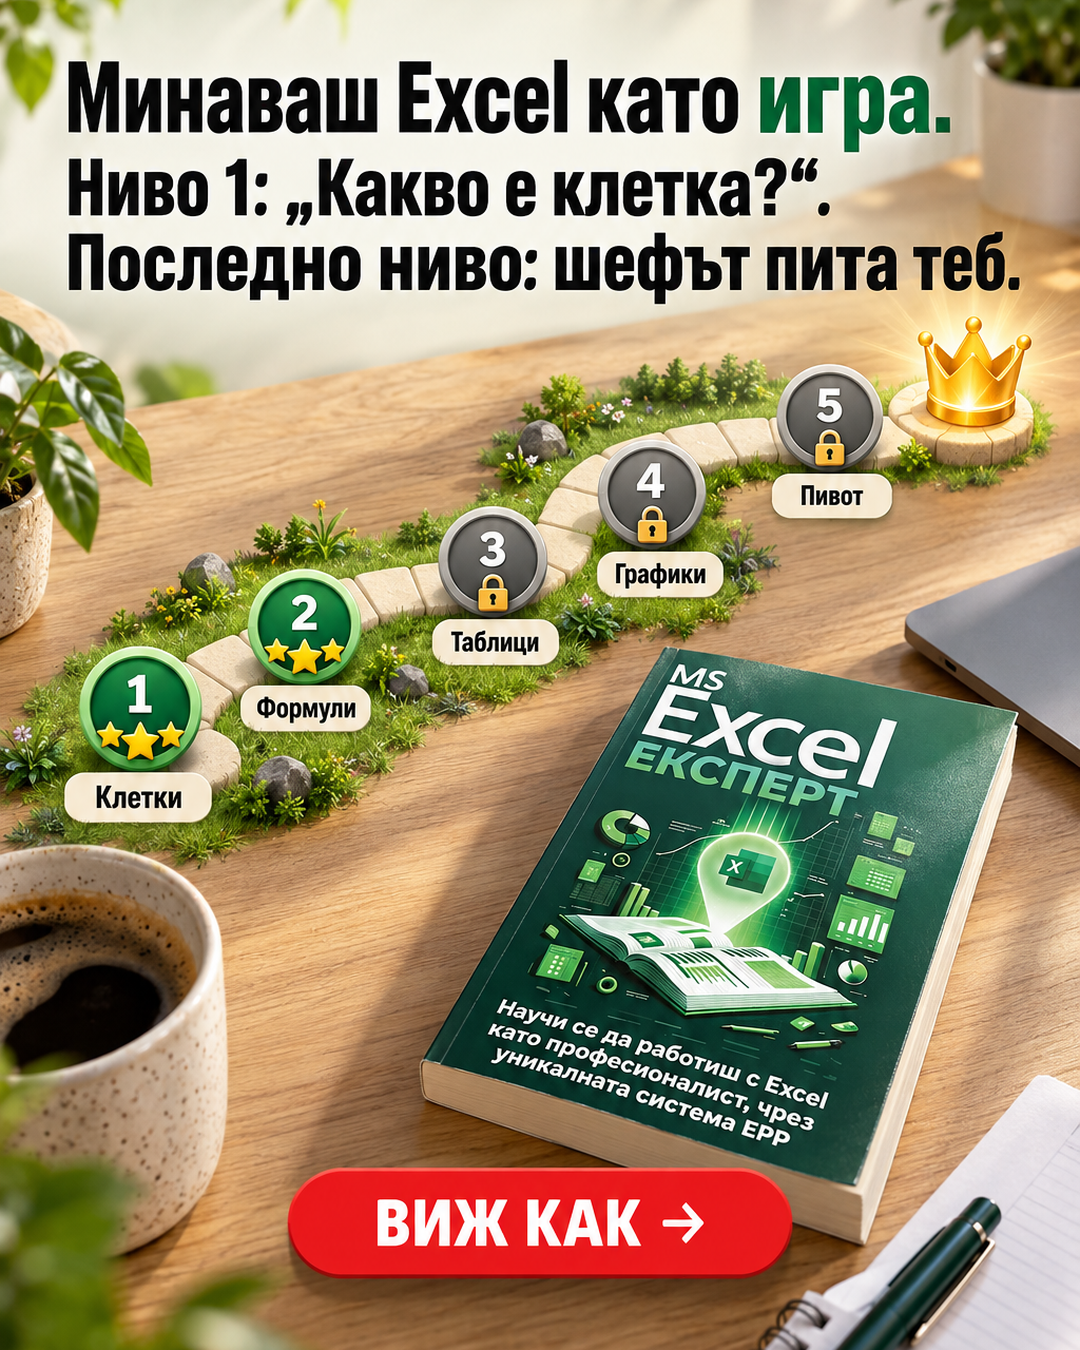 Минаваш Excel като игра.
Ниво 1: „Какво е клетка?“.
Последно ниво: шефът пита теб.
5
Пивот
4
Графики
3
Таблици
2
Формули
1
Клетки
MS
Excel
ЕКСПЕРТ
X
Научи се да работиш с Excel
като професионалист, чрез
уникалната система ЕРР
ВИЖ КАК →